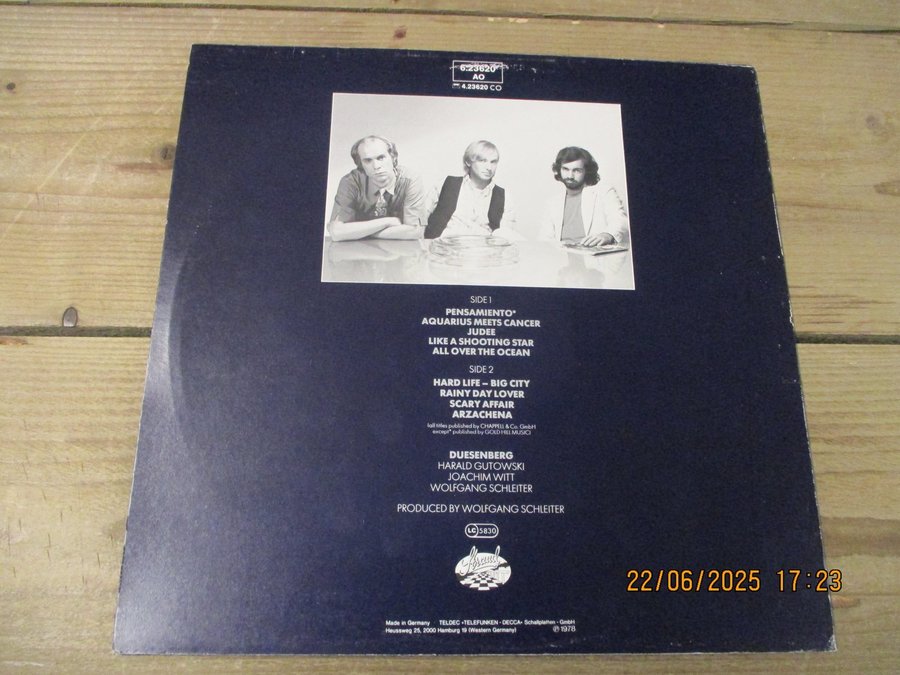 6.23620
AO
4.23620 CO
SIDE 1
PENSAMIENTO*
AQUARIUS MEETS CANCER
JUDEE
LIKE A SHOOTING STAR
ALL OVER THE OCEAN
SIDE 2
HARD LIFE – BIG CITY
RAINY DAY LOVER
SCARY AFFAIR
ARZACHENA
(all titles published by CHAPPELL & Co. GmbH
except* published by GOLD HILL MUSIC)
DUESENBERG
HARALD GUTOWSKI
JOACHIM WITT
WOLFGANG SCHLEITER
PRODUCED BY WOLFGANG SCHLEITER
LC 5830
Strand
Made in Germany TELDEC »TELEFUNKEN - DECCA« Schallplatten - GmbH
Heussweg 25, 2000 Hamburg 19 (Western Germany) ℗ 1978
22/06/2025 17:23